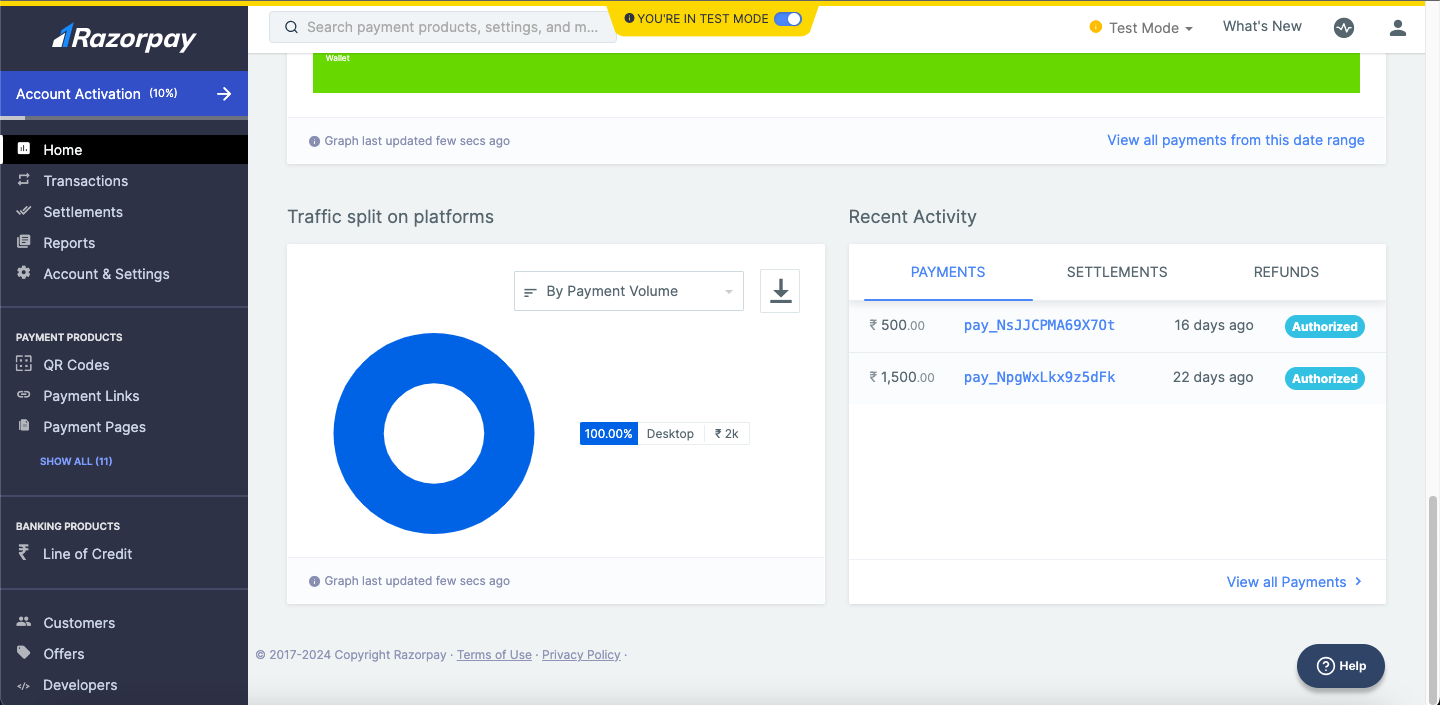 Razorpay
Search payment products, settings, and m...
YOU'RE IN TEST MODE
Test Mode
What's New
Account Activation (10%)
Home
Transactions
Settlements
Reports
Account & Settings
PAYMENT PRODUCTS
QR Codes
Payment Links
Payment Pages
SHOW ALL (11)
BANKING PRODUCTS
₹ Line of Credit
Customers
Offers
Developers
Wallet
Graph last updated few secs ago
View all payments from this date range
Traffic split on platforms
By Payment Volume
100.00% Desktop ₹ 2k
Graph last updated few secs ago
Recent Activity
PAYMENTS SETTLEMENTS REFUNDS
₹ 500.00 pay_NsJJCPMA69X7Ot 16 days ago Authorized
₹ 1,500.00 pay_NpgWxLkx9z5dFk 22 days ago Authorized
View all Payments
© 2017-2024 Copyright Razorpay · Terms of Use · Privacy Policy ·
Help